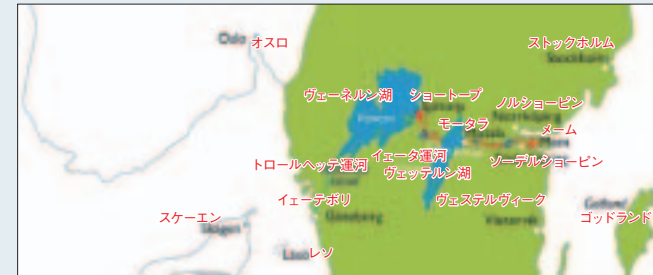 Oslo オスロ
ストックホルム
ヴェーネルン湖 ショートープ
ノルショーピン
モータラ
メーム
イェータ運河
トロールヘッテ運河
ソーデルショーピン
ヴェッテルン湖
イェーテボリ
ヴェステルヴィーク
スケーエン
ゴッドランド
Skagen
Göteborg
レソ